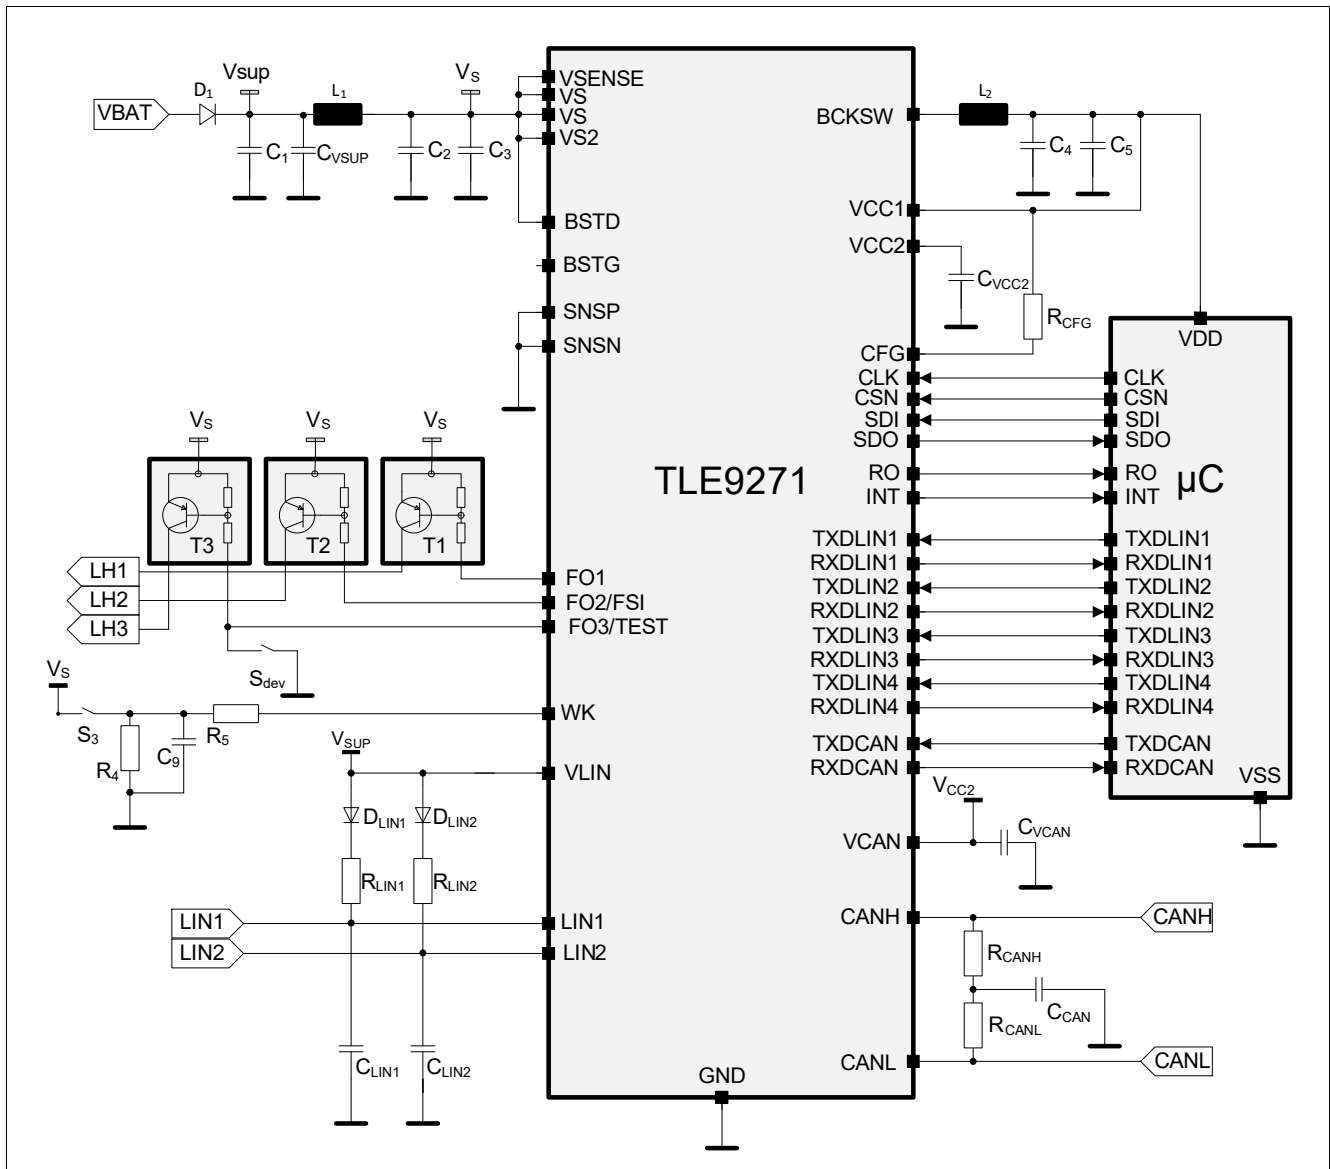 VBAT
D1
Vsup
L1
VS
C1
CVSUP
C2
C3
VSENSE
VS
VS
VS2
BSTD
BSTG
SNSP
SNSN
BCKSW
L2
C4
C5
VCC1
VCC2
CVCC2
RCFG
CFG
CLK
CSN
SDI
SDO
RO
INT
TXDLIN1
RXDLIN1
TXDLIN2
RXDLIN2
TXDLIN3
RXDLIN3
TXDLIN4
RXDLIN4
TXDCAN
RXDCAN
VDD
CLK
CSN
SDI
SDO
RO
INT
µC
TXDLIN1
RXDLIN1
TXDLIN2
RXDLIN2
TXDLIN3
RXDLIN3
TXDLIN4
RXDLIN4
TXDCAN
RXDCAN
VSS
TLE9271
VS
VS
VS
T3
T2
T1
LH1
LH2
LH3
FO1
FO2/FSI
FO3/TEST
Sdev
VS
S3
R4
C9
R5
WK
VSUP
VLIN
DLIN1
DLIN2
RLIN1
RLIN2
LIN1
LIN2
LIN1
LIN2
CLIN1
CLIN2
GND
VCC2
VCAN
CVCAN
CANH
CANH
RCANH
CCAN
RCANL
CANL
CANL